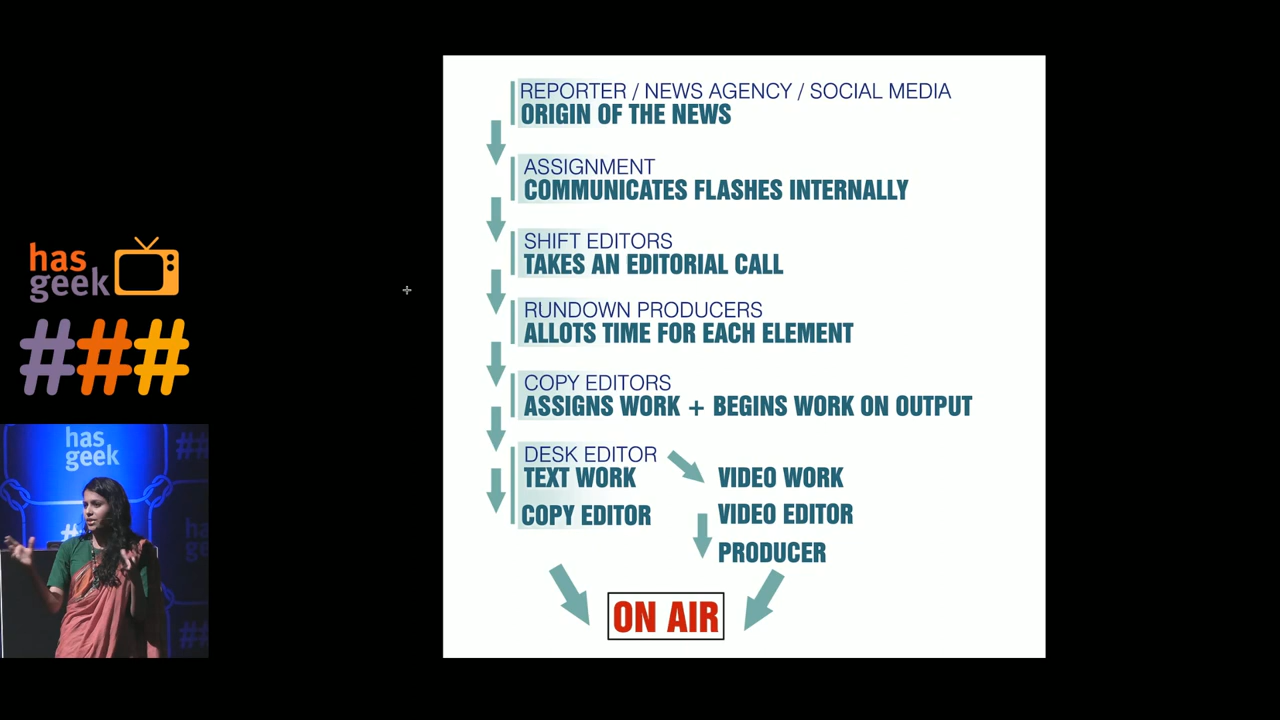 REPORTER / NEWS AGENCY / SOCIAL MEDIA
ORIGIN OF THE NEWS
ASSIGNMENT
COMMUNICATES FLASHES INTERNALLY
SHIFT EDITORS
TAKES AN EDITORIAL CALL
RUNDOWN PRODUCERS
ALLOTS TIME FOR EACH ELEMENT
COPY EDITORS
ASSIGNS WORK + BEGINS WORK ON OUTPUT
DESK EDITOR
TEXT WORK
COPY EDITOR
VIDEO WORK
VIDEO EDITOR
PRODUCER
ON AIR
has
geek
###
has
geek
##
#
has
geek
##